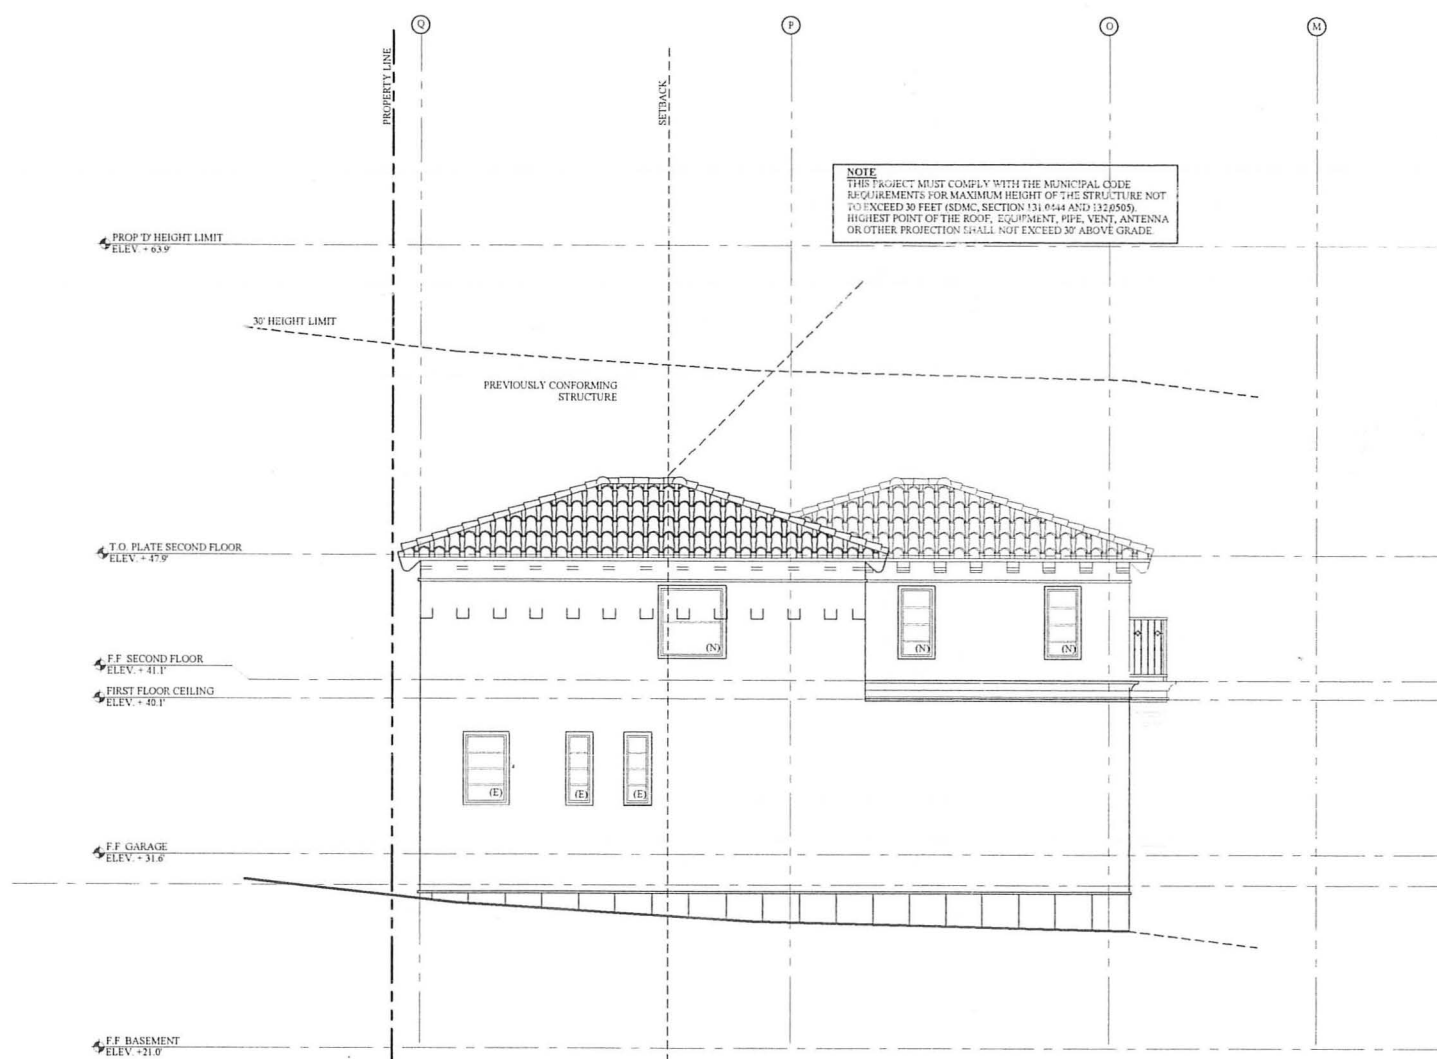 Q
P
O
M
PROPERTY LINE
SETBACK
NOTE
THIS PROJECT MUST COMPLY WITH THE MUNICIPAL CODE
REQUIREMENTS FOR MAXIMUM HEIGHT OF THE STRUCTURE NOT
TO EXCEED 30 FEET (SDMC, SECTION 131.0444 AND 132.0505).
HIGHEST POINT OF THE ROOF, EQUIPMENT, PIPE, VENT, ANTENNA
OR OTHER PROJECTION SHALL NOT EXCEED 30' ABOVE GRADE.
PROP 'D' HEIGHT LIMIT
ELEV. + 63.9'
30' HEIGHT LIMIT
PREVIOUSLY CONFORMING
STRUCTURE
T.O. PLATE SECOND FLOOR
ELEV. + 47.9'
(N)
(N)
(N)
F.F SECOND FLOOR
ELEV. + 41.1'
FIRST FLOOR CEILING
ELEV. + 40.1'
(E)
(E)
(E)
F.F GARAGE
ELEV. + 31.6'
F.F BASEMENT
ELEV. +21.0'